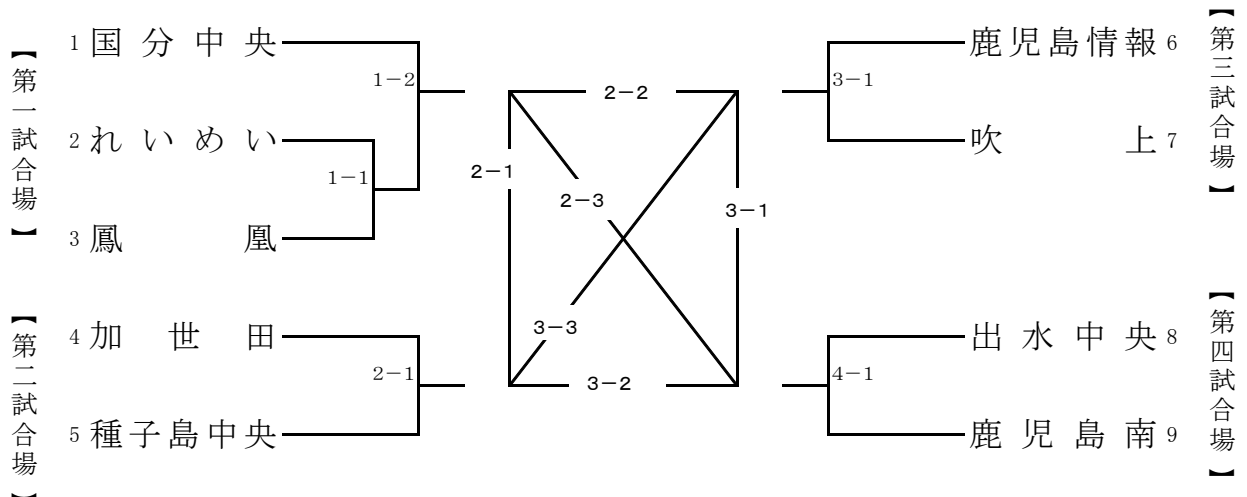 【第一試合場】
1 国分中央
1-2
2 れいめい
1-1
3 鳳凰
【第二試合場】
4 加世田
2-1
5 種子島中央
2-2
2-1
2-3
3-1
3-3
3-2
【第三試合場】
鹿児島情報 6
3-1
吹上 7
【第四試合場】
出水中央 8
4-1
鹿児島南 9